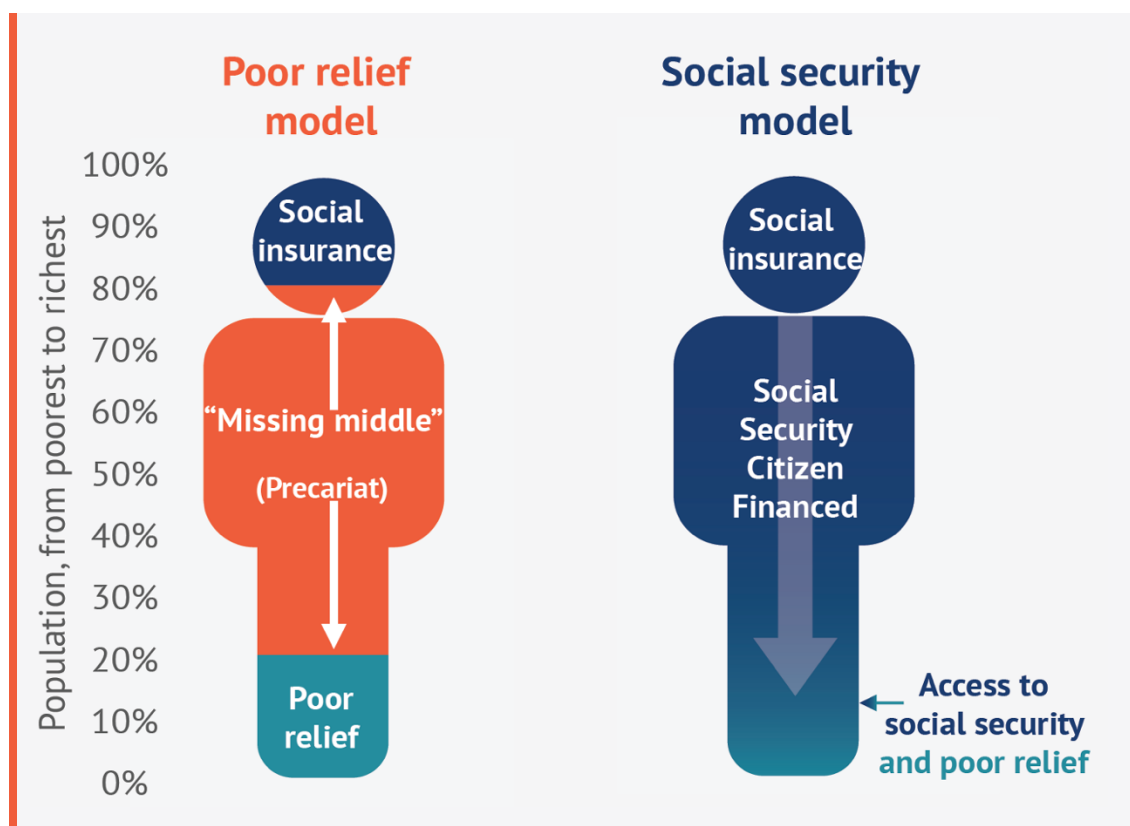 Poor relief
model
Social security
model
Population, from poorest to richest
100%
90%
80%
70%
60%
50%
40%
30%
20%
10%
0%
Social
insurance
“Missing middle”
(Precariat)
Poor
relief
Social
insurance
Social
Security
Citizen
Financed
Access to
social security
and poor relief